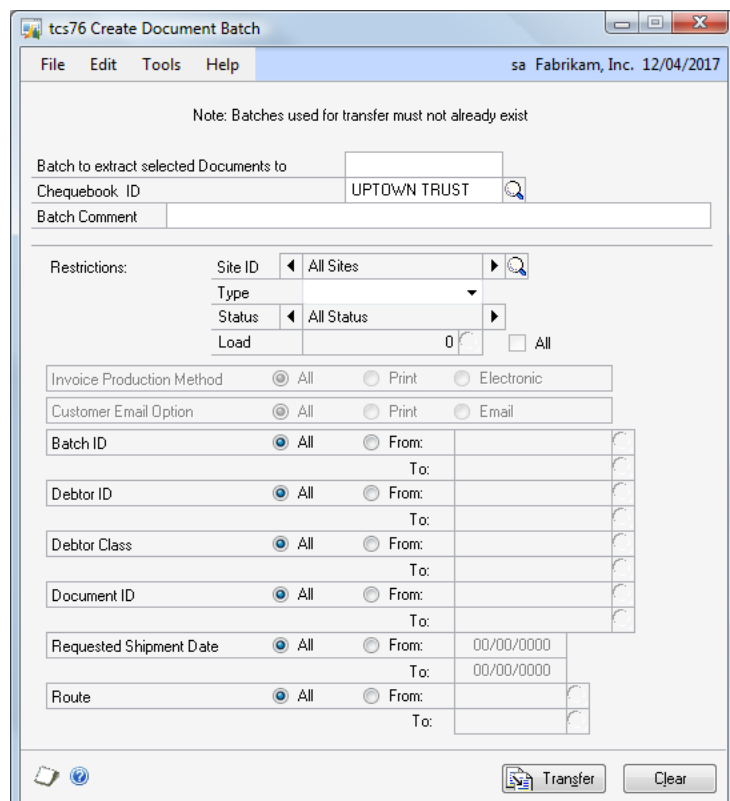 tcs76 Create Document Batch
File Edit Tools Help sa Fabrikam, Inc. 12/04/2017
Note: Batches used for transfer must not already exist
Batch to extract selected Documents to
Chequebook ID UPTOWN TRUST
Batch Comment
Restrictions: Site ID All Sites
Type
Status All Status
Load 0 All
Invoice Production Method All Print Electronic
Customer Email Option All Print Email
Batch ID All From:
To:
Debtor ID All From:
To:
Debtor Class All From:
To:
Document ID All From:
To:
Requested Shipment Date All From: 00/00/0000
To: 00/00/0000
Route All From:
To:
Transfer Clear